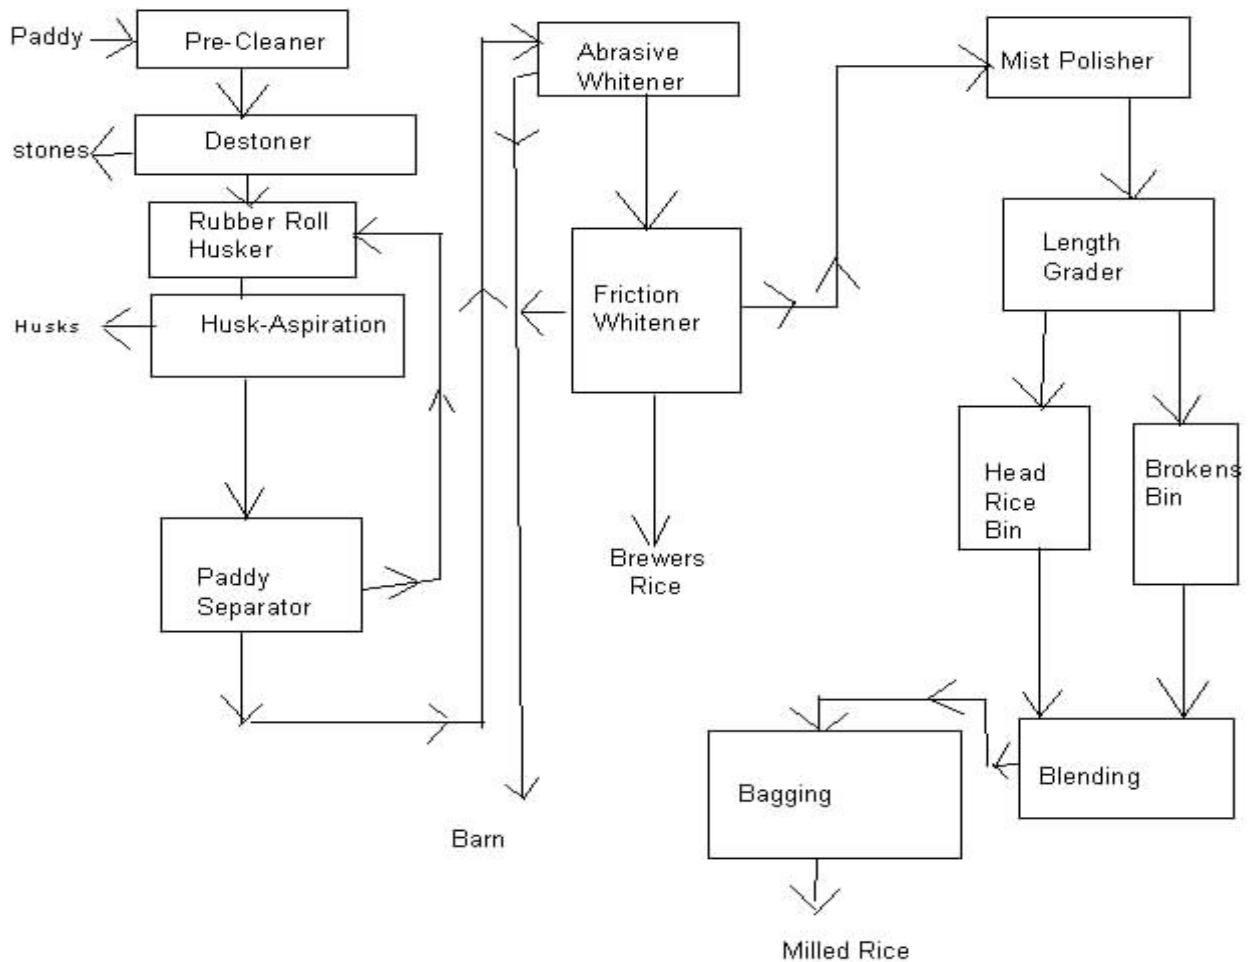 Paddy
Pre-Cleaner
stones
Destoner
Rubber Roll
Husker
Husks
Husk-Aspiration
Paddy
Separator
Abrasive
Whitener
Friction
Whitener
Brewers
Rice
Barn
Mist Polisher
Length
Grader
Head
Rice
Bin
Brokens
Bin
Blending
Bagging
Milled Rice